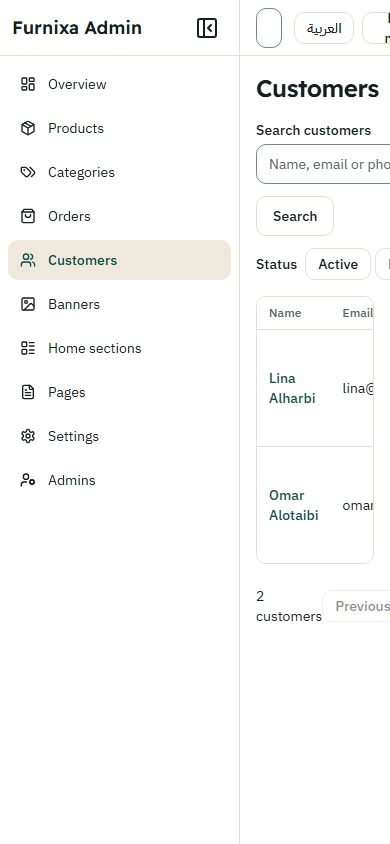 Furnixa Admin
العربية
Overview
Products
Categories
Orders
Customers
Banners
Home sections
Pages
Settings
Admins
Customers
Search customers
Name, email or pho
Search
Status
Active
Name
Email
Lina
Alharbi
lina@
Omar
Alotaibi
omar
2
customers
Previous